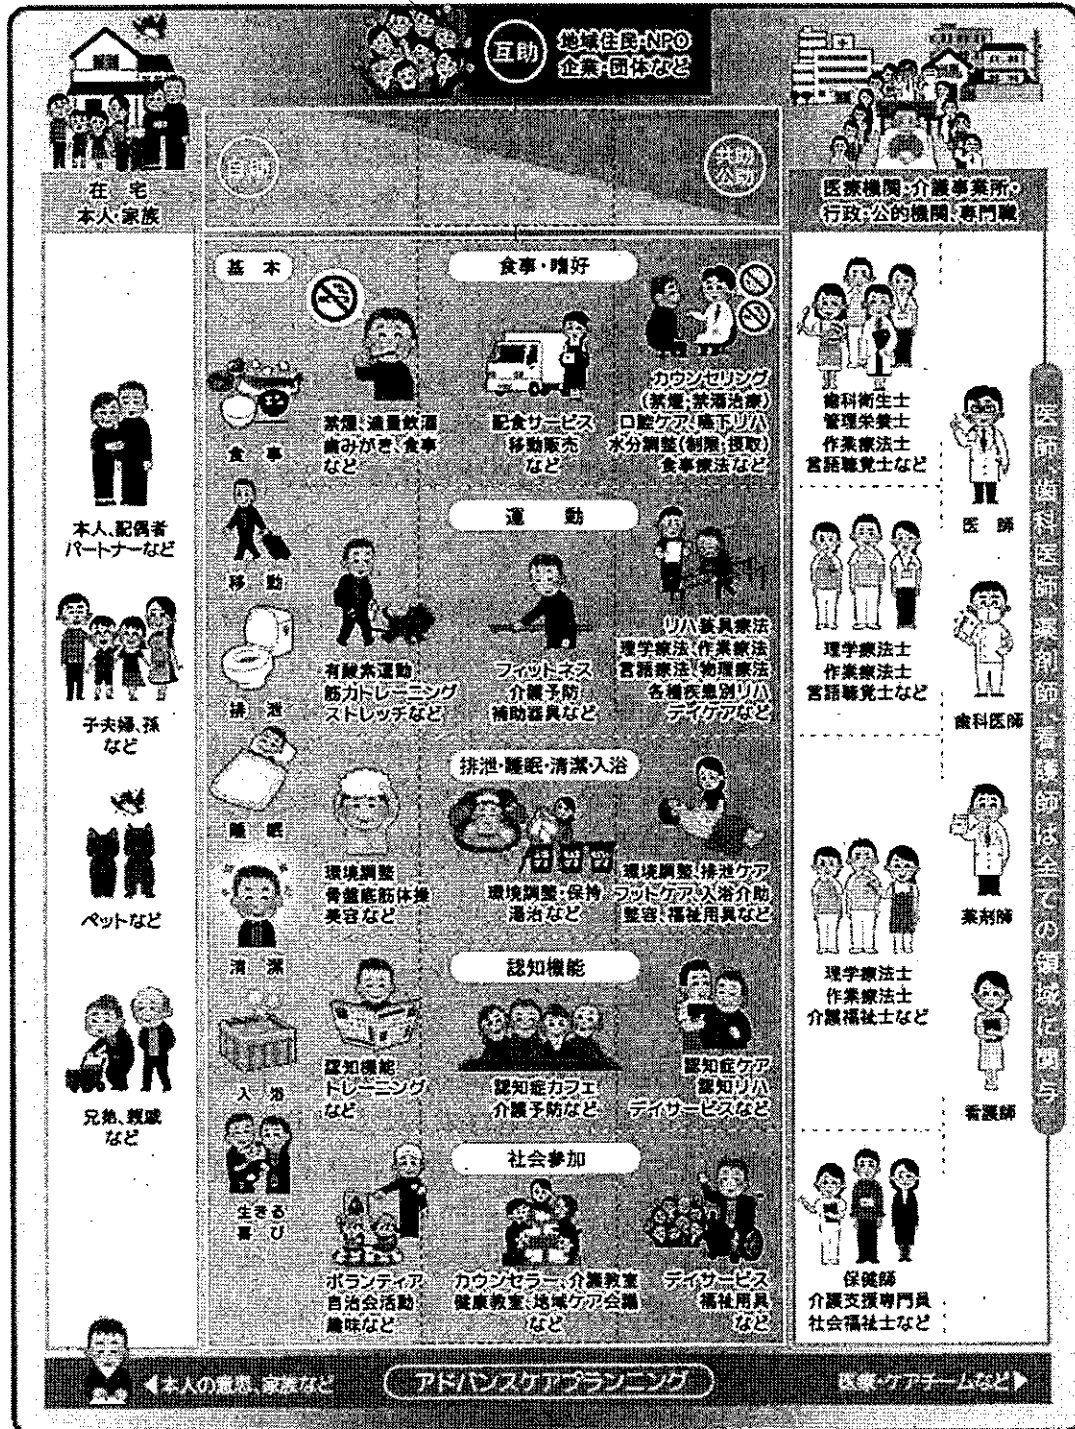 互助
地域住民・NPO
企業・団体など
自助
共助
公助
在宅
本人・家族
医療機関・介護事業所・
行政・公的機関、専門職
基本
食事
移動
排泄
睡眠
清潔
入浴
生きる
喜び
本人、配偶者
パートナーなど
子夫婦、孫
など
ペットなど
兄弟、親戚
など
食事・嗜好
禁煙、減量飲酒
歯みがき、食事
など
配食サービス
移動販売
など
カウンセリング
(禁煙・禁酒治療)
口腔ケア、嚥下リハ
水分調整(制限・摂取)
食事療法など
歯科衛生士
管理栄養士
作業療法士
言語聴覚士など
運動
有酸素運動
筋力トレーニング
ストレッチなど
フィットネス
介護予防
補助器具など
リハ装具療法
理学療法、作業療法
言語療法、物理療法
各種疾患別リハ
デイケアなど
理学療法士
作業療法士
言語聴覚士など
排泄・睡眠・清潔・入浴
環境調整
骨盤底筋体操
美容など
環境調整・保持
湯治など
環境調整、排泄ケア
フットケア、入浴介助
整容、福祉用具など
理学療法士
作業療法士
介護福祉士など
認知機能
認知機能
トレーニング
など
認知症カフェ
介護予防など
認知症ケア
認知リハ
デイサービスなど
社会参加
ボランティア
自治会活動
趣味など
カウンセラー、介護教室
健康教室、地域ケア会議
など
デイサービス
福祉用具
など
保健師
介護支援専門員
社会福祉士など
医師
歯科医師
薬剤師
看護師
医師、歯科医師、薬剤師、看護師は全ての領域に関与
◀本人の意思、家族など
アドバンスケアプランニング
医療・ケアチームなど▶